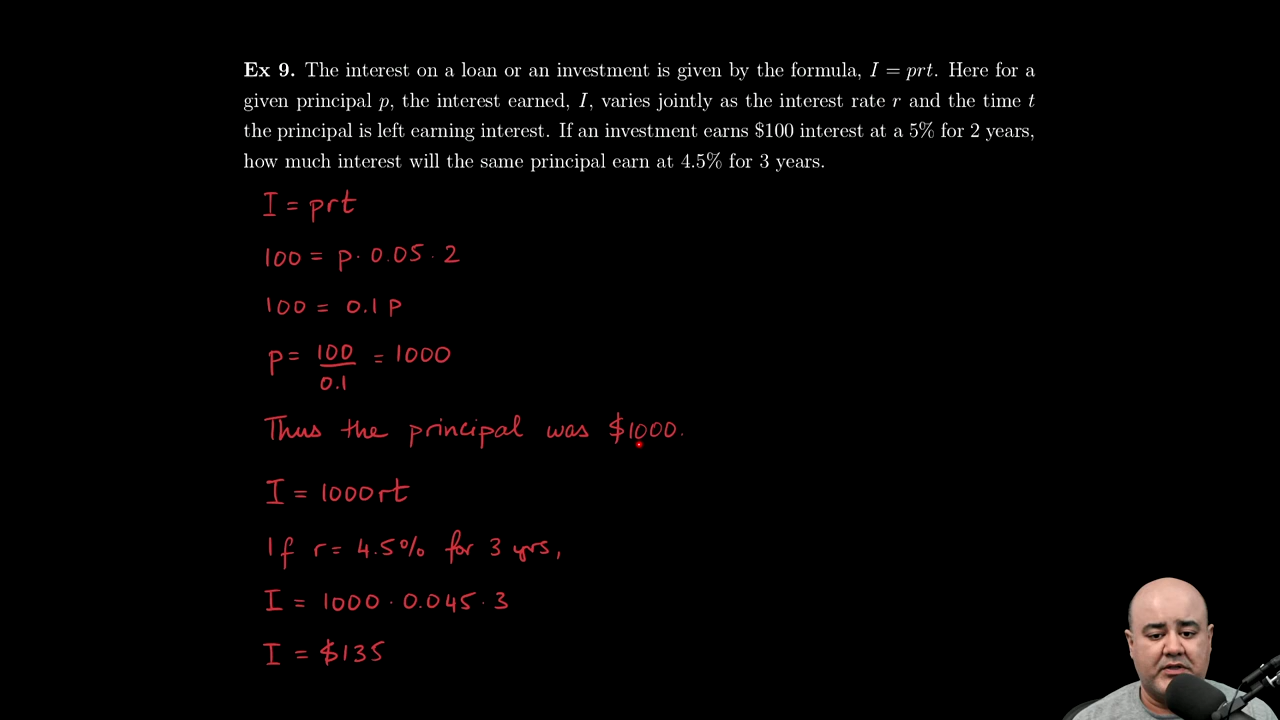 Ex 9. The interest on a loan or an investment is given by the formula, I = prt. Here for a
given principal p, the interest earned, I, varies jointly as the interest rate r and the time t
the principal is left earning interest. If an investment earns $100 interest at a 5% for 2 years,
how much interest will the same principal earn at 4.5% for 3 years.
I = prt
100 = p · 0.05 · 2
100 = 0.1 p
p = 100/0.1 = 1000
Thus the principal was $1000.
I = 1000rt
If r = 4.5% for 3 yrs,
I = 1000 · 0.045 · 3
I = $135